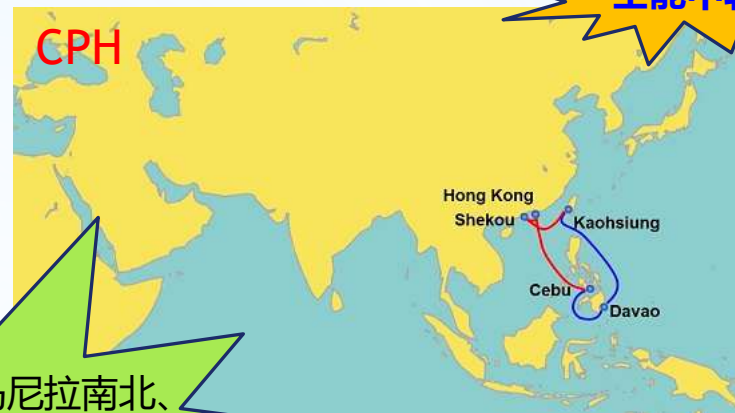 CPH
Hong Kong
Shekou
Kaohsiung
Cebu
Davao
尼拉南北、